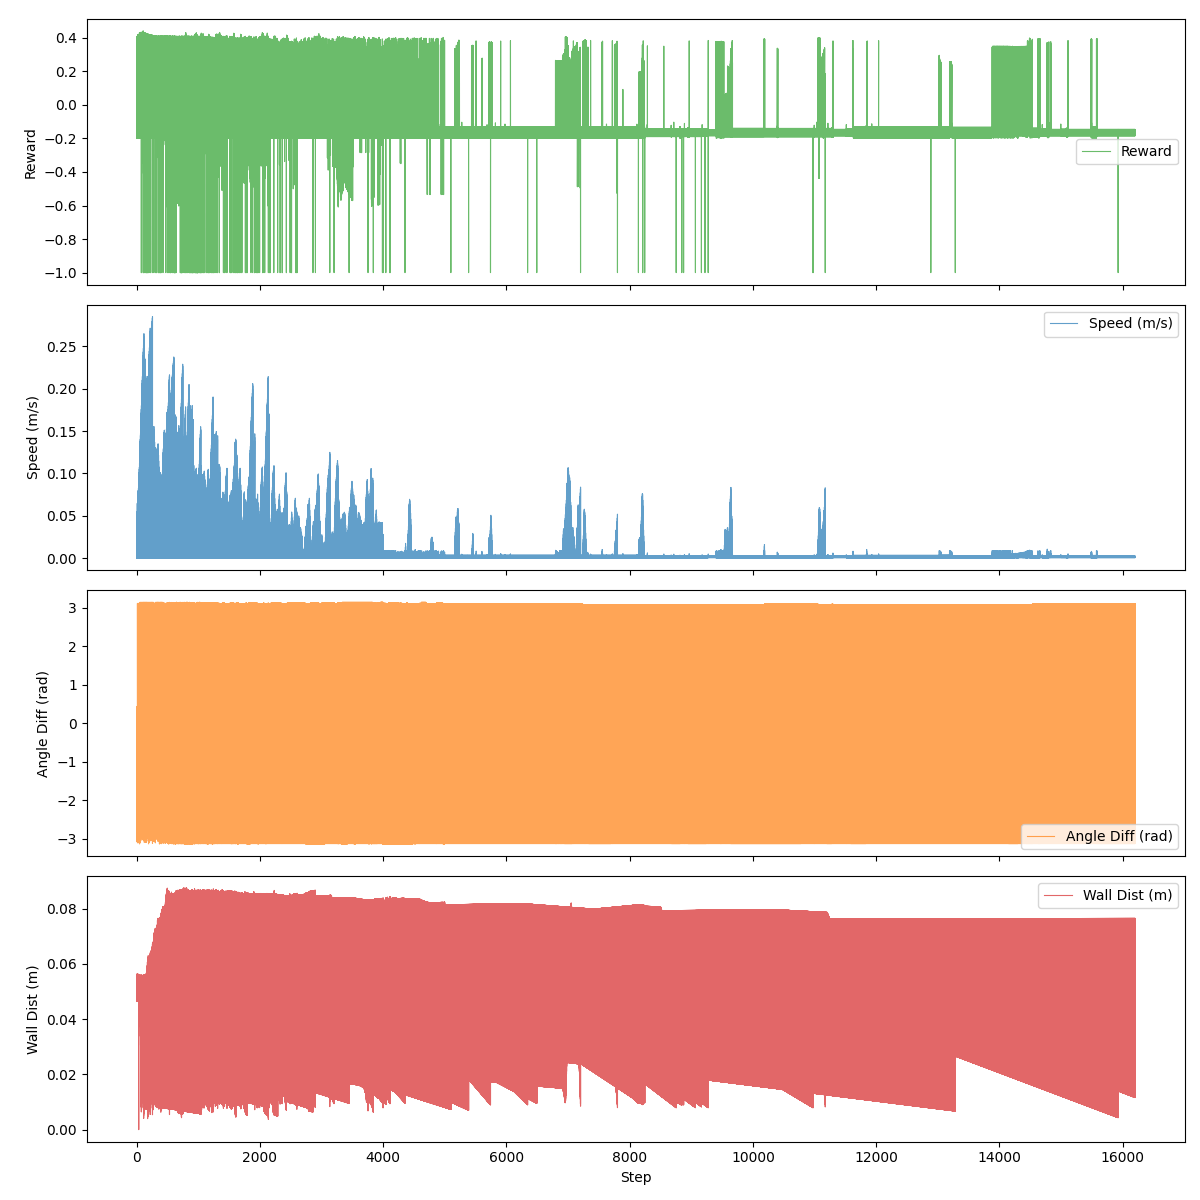 0.4
0.2
0.0
−0.2
−0.4
−0.6
−0.8
−1.0
Reward
Reward
0.25
0.20
0.15
0.10
0.05
0.00
Speed (m/s)
Speed (m/s)
3
2
1
0
−1
−2
−3
Angle Diff (rad)
Angle Diff (rad)
0.08
0.06
0.04
0.02
0.00
Wall Dist (m)
Wall Dist (m)
0 2000 4000 6000 8000 10000 12000 14000 16000
Step